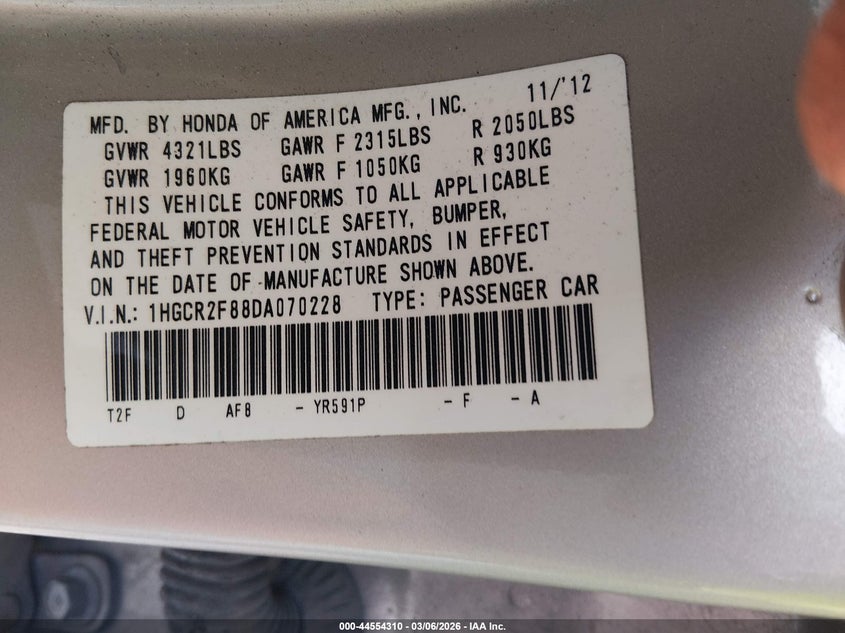 MFD. BY HONDA OF AMERICA MFG., INC. 11/'12
GVWR 4321LBS GAWR F 2315LBS R 2050LBS
GVWR 1960KG GAWR F 1050KG R 930KG
THIS VEHICLE CONFORMS TO ALL APPLICABLE
FEDERAL MOTOR VEHICLE SAFETY, BUMPER,
AND THEFT PREVENTION STANDARDS IN EFFECT
ON THE DATE OF MANUFACTURE SHOWN ABOVE.
V.I.N.: 1HGCR2F88DA070228 TYPE: PASSENGER CAR
T2F D AF8 - YR591P - F - A
000-44554310 - 03/06/2026 - IAA Inc.